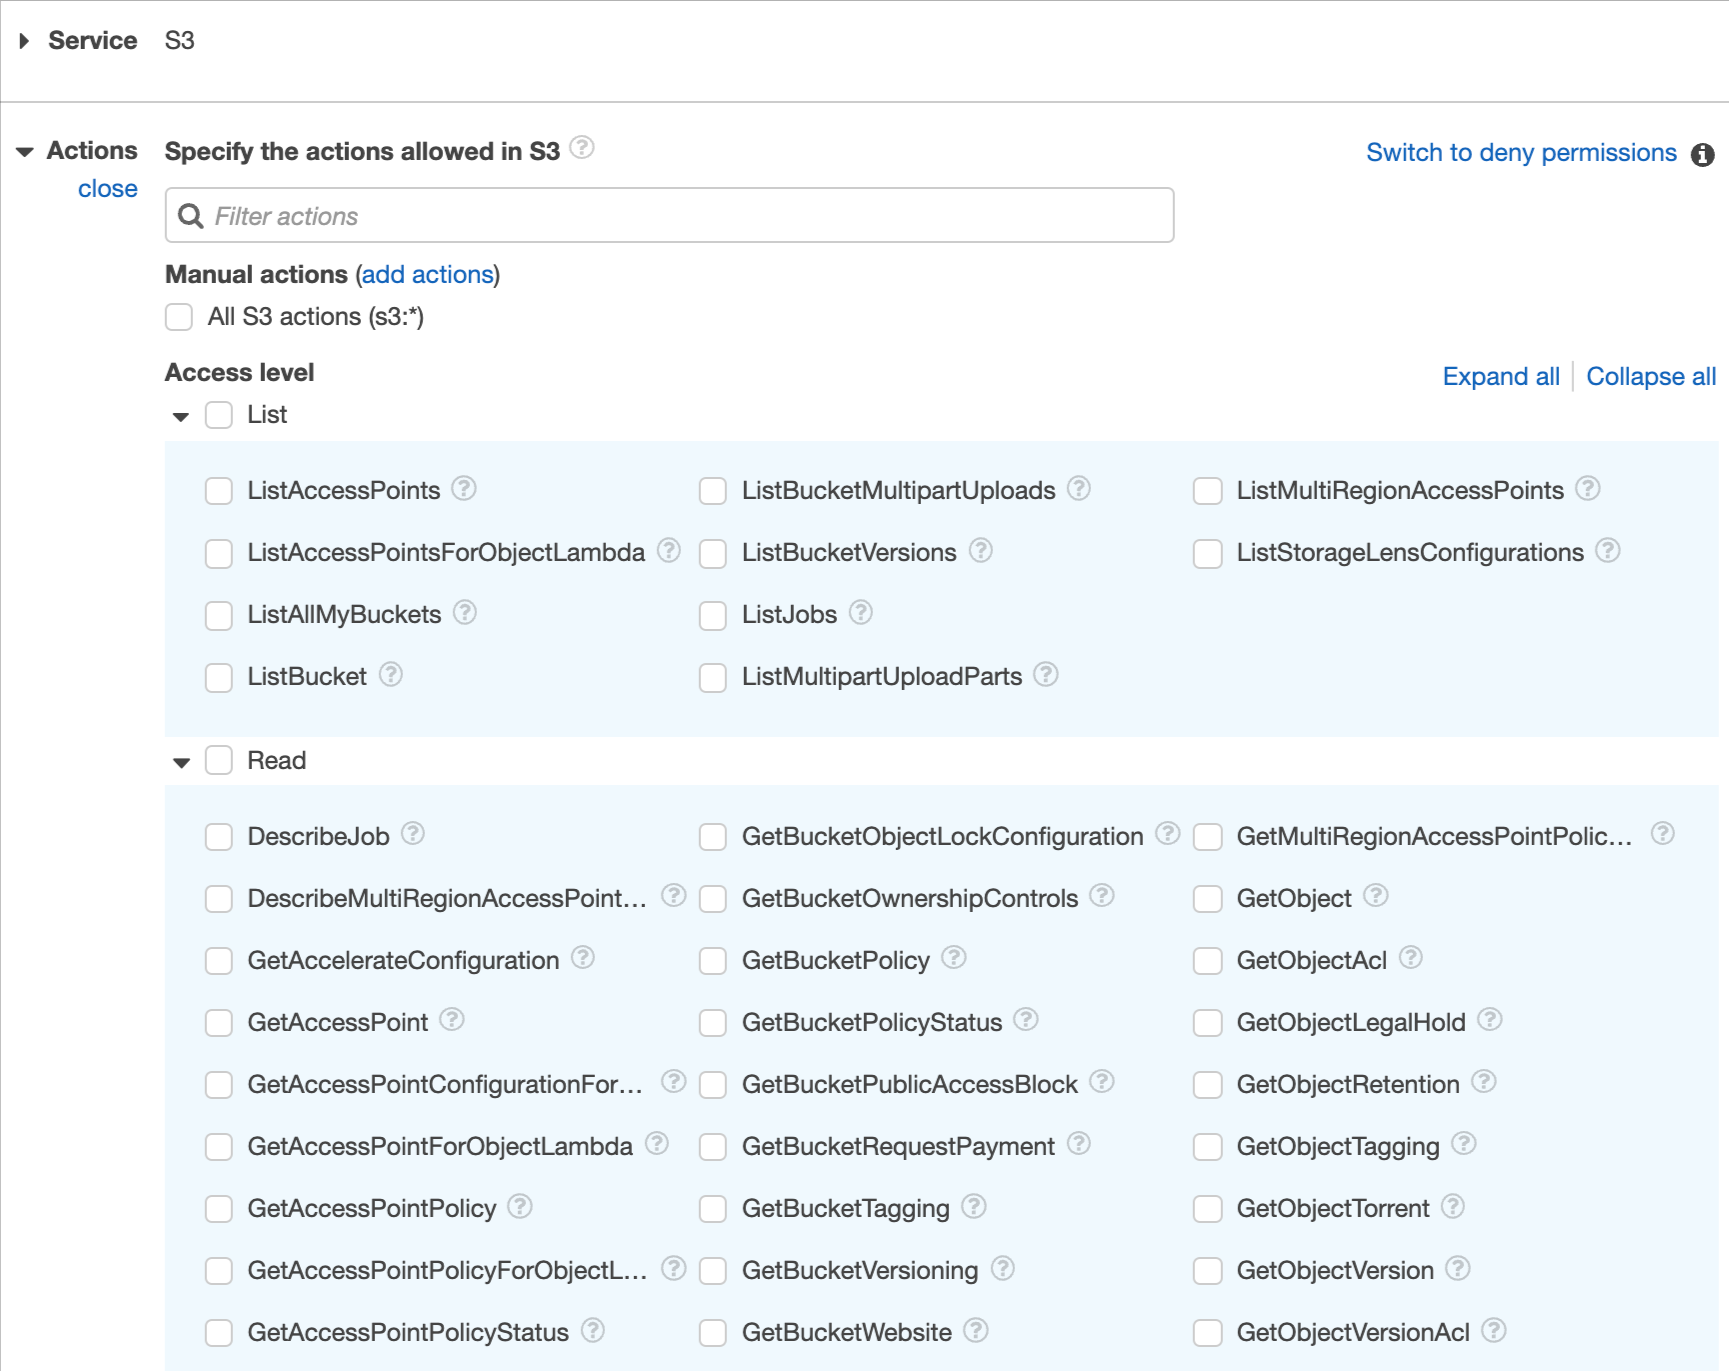 Service S3
Actions Specify the actions allowed in S3 ? Switch to deny permissions i
close
Filter actions
Manual actions (add actions)
All S3 actions (s3:*)
Access level Expand all | Collapse all
List
ListAccessPoints ? ListBucketMultipartUploads ? ListMultiRegionAccessPoints ?
ListAccessPointsForObjectLambda ? ListBucketVersions ? ListStorageLensConfigurations ?
ListAllMyBuckets ? ListJobs ?
ListBucket ? ListMultipartUploadParts ?
Read
DescribeJob ? GetBucketObjectLockConfiguration ? GetMultiRegionAccessPointPolic... ?
DescribeMultiRegionAccessPoint... ? GetBucketOwnershipControls ? GetObject ?
GetAccelerateConfiguration ? GetBucketPolicy ? GetObjectAcl ?
GetAccessPoint ? GetBucketPolicyStatus ? GetObjectLegalHold ?
GetAccessPointConfigurationFor... ? GetBucketPublicAccessBlock ? GetObjectRetention ?
GetAccessPointForObjectLambda ? GetBucketRequestPayment ? GetObjectTagging ?
GetAccessPointPolicy ? GetBucketTagging ? GetObjectTorrent ?
GetAccessPointPolicyForObjectL... ? GetBucketVersioning ? GetObjectVersion ?
GetAccessPointPolicyStatus ? GetBucketWebsite ? GetObjectVersionAcl ?